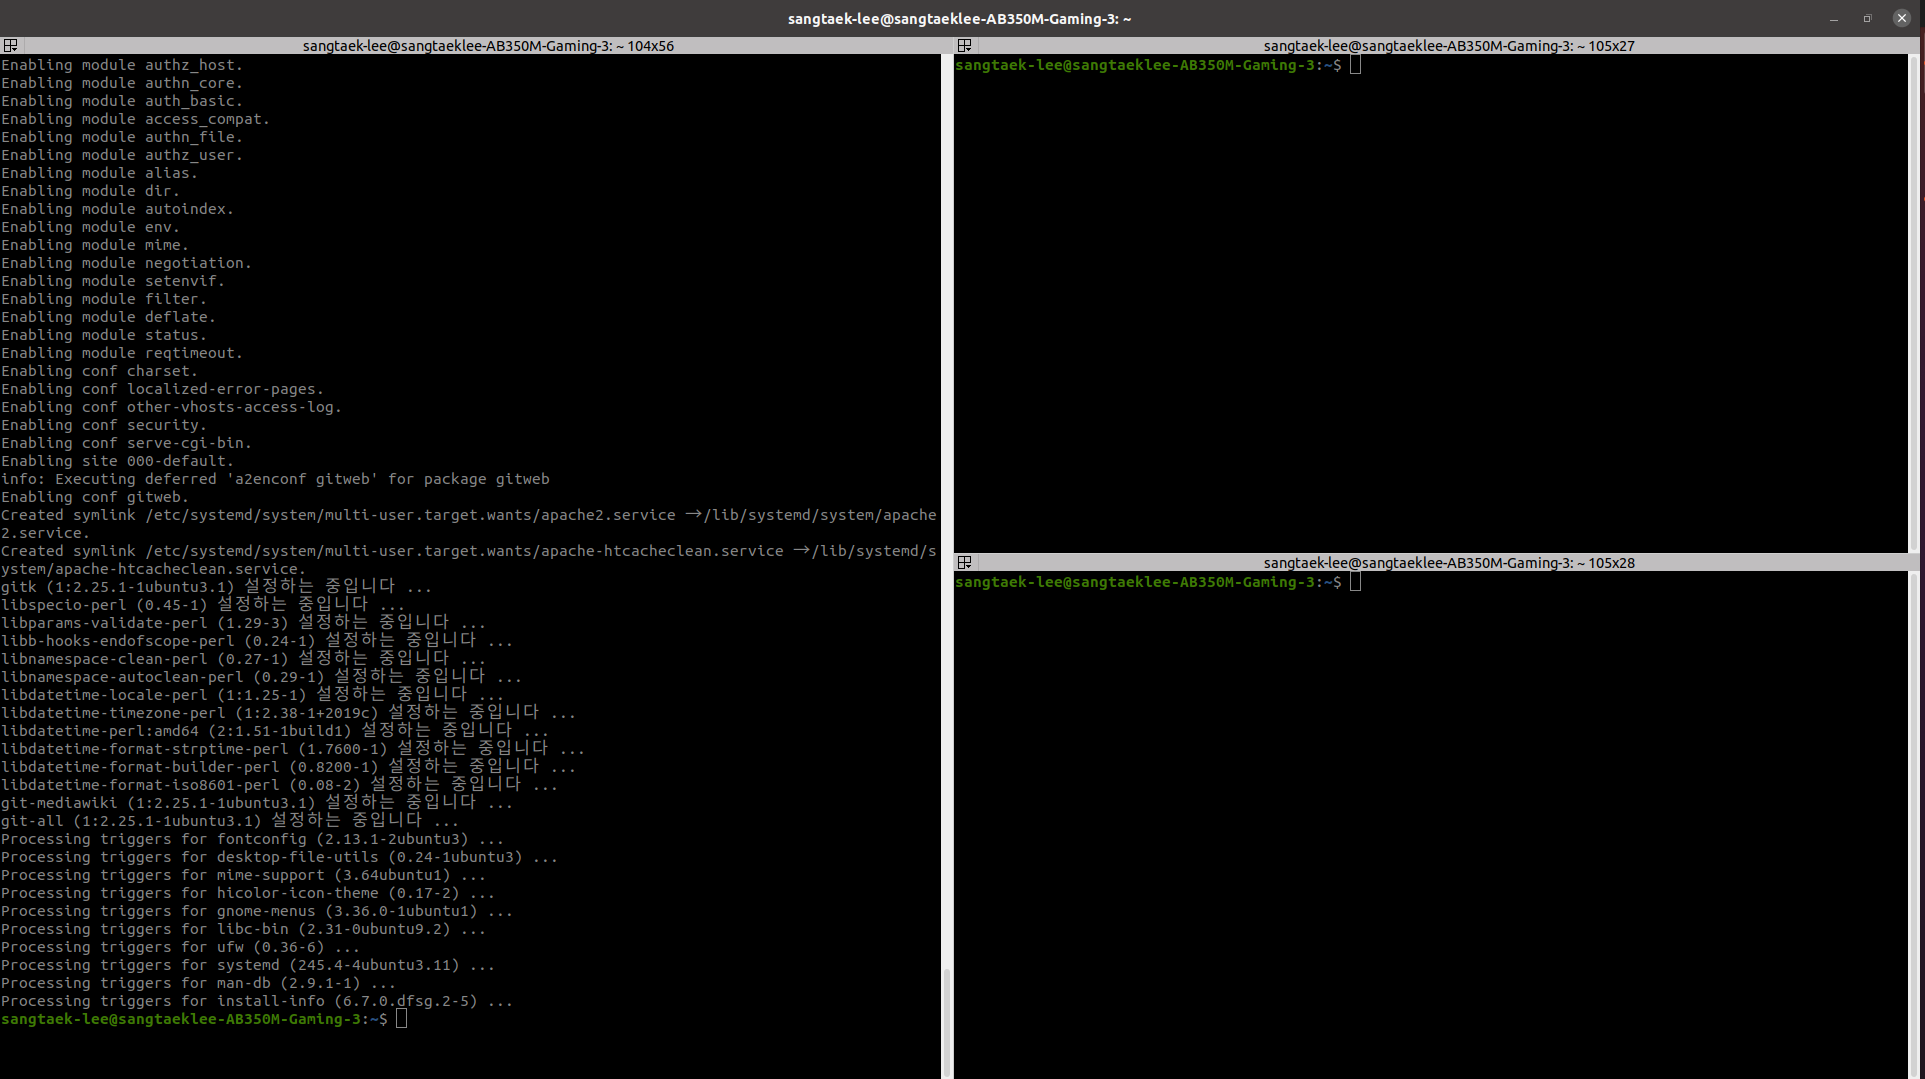 sangtaek-lee@sangtaeklee-AB350M-Gaming-3: ~
sangtaek-lee@sangtaeklee-AB350M-Gaming-3: ~ 104x56
Enabling module authz_host.
Enabling module authn_core.
Enabling module auth_basic.
Enabling module access_compat.
Enabling module authn_file.
Enabling module authz_user.
Enabling module alias.
Enabling module dir.
Enabling module autoindex.
Enabling module env.
Enabling module mime.
Enabling module negotiation.
Enabling module setenvif.
Enabling module filter.
Enabling module deflate.
Enabling module status.
Enabling module reqtimeout.
Enabling conf charset.
Enabling conf localized-error-pages.
Enabling conf other-vhosts-access-log.
Enabling conf security.
Enabling conf serve-cgi-bin.
Enabling site 000-default.
info: Executing deferred 'a2enconf gitweb' for package gitweb
Enabling conf gitweb.
Created symlink /etc/systemd/system/multi-user.target.wants/apache2.service → /lib/systemd/system/apache
2.service.
Created symlink /etc/systemd/system/multi-user.target.wants/apache-htcacheclean.service → /lib/systemd/s
ystem/apache-htcacheclean.service.
gitk (1:2.25.1-1ubuntu3.1) 설정하는 중입니다 ...
libspecio-perl (0.45-1) 설정하는 중입니다 ...
libparams-validate-perl (1.29-3) 설정하는 중입니다 ...
libb-hooks-endofscope-perl (0.24-1) 설정하는 중입니다 ...
libnamespace-clean-perl (0.27-1) 설정하는 중입니다 ...
libnamespace-autoclean-perl (0.29-1) 설정하는 중입니다 ...
libdatetime-locale-perl (1:1.25-1) 설정하는 중입니다 ...
libdatetime-timezone-perl (1:2.38-1+2019c) 설정하는 중입니다 ...
libdatetime-perl:amd64 (2:1.51-1build1) 설정하는 중입니다 ...
libdatetime-format-strptime-perl (1.7600-1) 설정하는 중입니다 ...
libdatetime-format-builder-perl (0.8200-1) 설정하는 중입니다 ...
libdatetime-format-iso8601-perl (0.08-2) 설정하는 중입니다 ...
git-mediawiki (1:2.25.1-1ubuntu3.1) 설정하는 중입니다 ...
git-all (1:2.25.1-1ubuntu3.1) 설정하는 중입니다 ...
Processing triggers for fontconfig (2.13.1-2ubuntu3) ...
Processing triggers for desktop-file-utils (0.24-1ubuntu3) ...
Processing triggers for mime-support (3.64ubuntu1) ...
Processing triggers for hicolor-icon-theme (0.17-2) ...
Processing triggers for gnome-menus (3.36.0-1ubuntu1) ...
Processing triggers for libc-bin (2.31-0ubuntu9.2) ...
Processing triggers for ufw (0.36-6) ...
Processing triggers for systemd (245.4-4ubuntu3.11) ...
Processing triggers for man-db (2.9.1-1) ...
Processing triggers for install-info (6.7.0.dfsg.2-5) ...
sangtaek-lee@sangtaeklee-AB350M-Gaming-3:~$
sangtaek-lee@sangtaeklee-AB350M-Gaming-3: ~ 105x27
sangtaek-lee@sangtaeklee-AB350M-Gaming-3:~$
sangtaek-lee@sangtaeklee-AB350M-Gaming-3: ~ 105x28
sangtaek-lee@sangtaeklee-AB350M-Gaming-3:~$